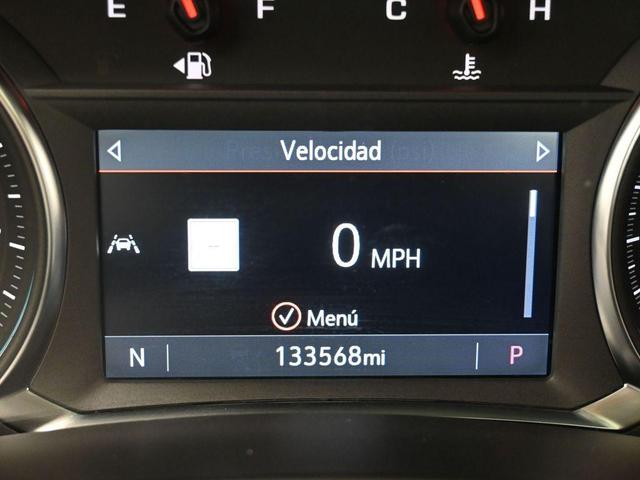 E F C H
Velocidad
0 MPH
Menú
N 133568mi P